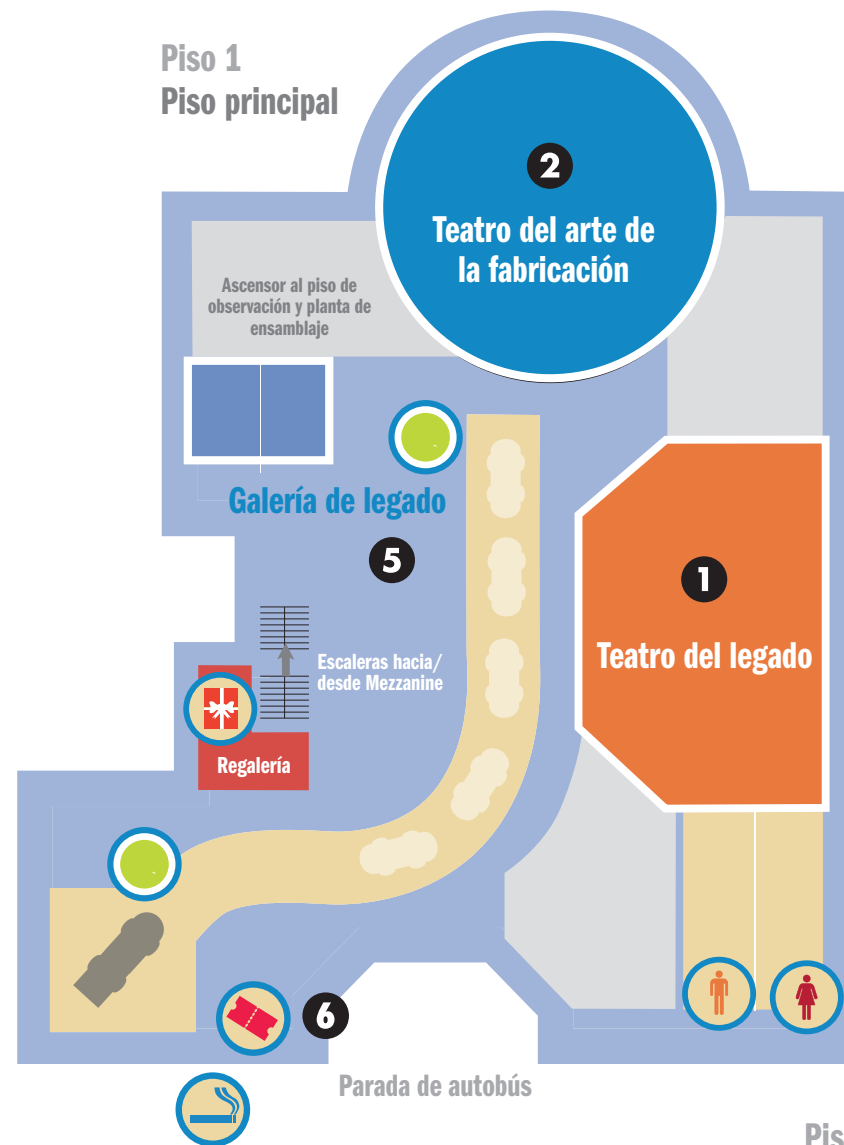 Piso 1
Piso principal
2
Teatro del arte de
la fabricación
Ascensor al piso de
observación y planta de
ensamblaje
Galería de legado
5
1
Teatro del legado
Escaleras hacia/
desde Mezzanine
Regalería
6
Parada de autobús
Pis